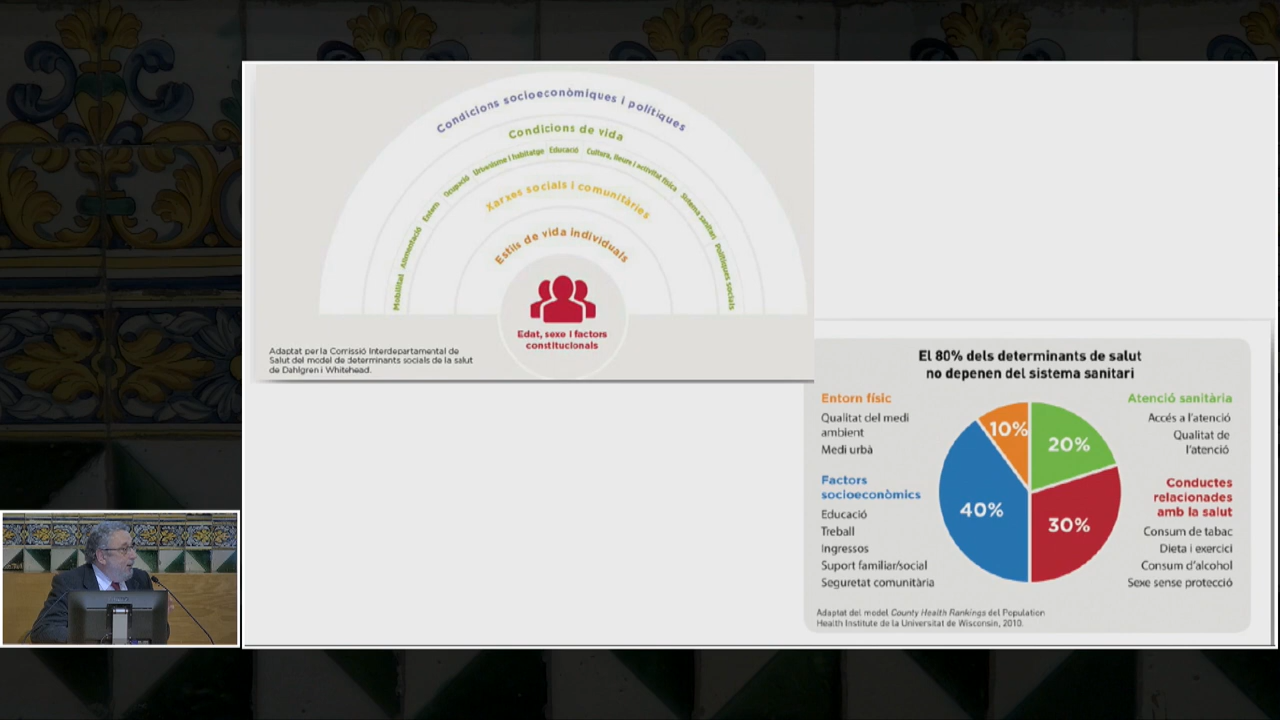 Condicions socioeconòmiques i polítiques
Condicions de vida
Mobilitat Alimentació Entorn Ocupació Urbanisme i habitatge Educació Cultura, lleure i activitat física Sistema sanitari Polítiques socials
Xarxes socials i comunitàries
Estils de vida individuals
Edat, sexe i factors
constitucionals
Adaptat per la Comissió Interdepartamental de
Salut del model de determinants socials de la salut
de Dahlgren i Whitehead.
El 80% dels determinants de salut
no depenen del sistema sanitari
Entorn físic
Qualitat del medi
ambient
Medi urbà
Factors
socioeconòmics
Educació
Treball
Ingressos
Suport familiar/social
Seguretat comunitària
10%
20%
40%
30%
Atenció sanitària
Accés a l'atenció
Qualitat de
l'atenció
Conductes
relacionades
amb la salut
Consum de tabac
Dieta i exercici
Consum d'alcohol
Sexe sense protecció
Adaptat del model County Health Rankings del Population
Health Institute de la Universitat de Wisconsin, 2010.